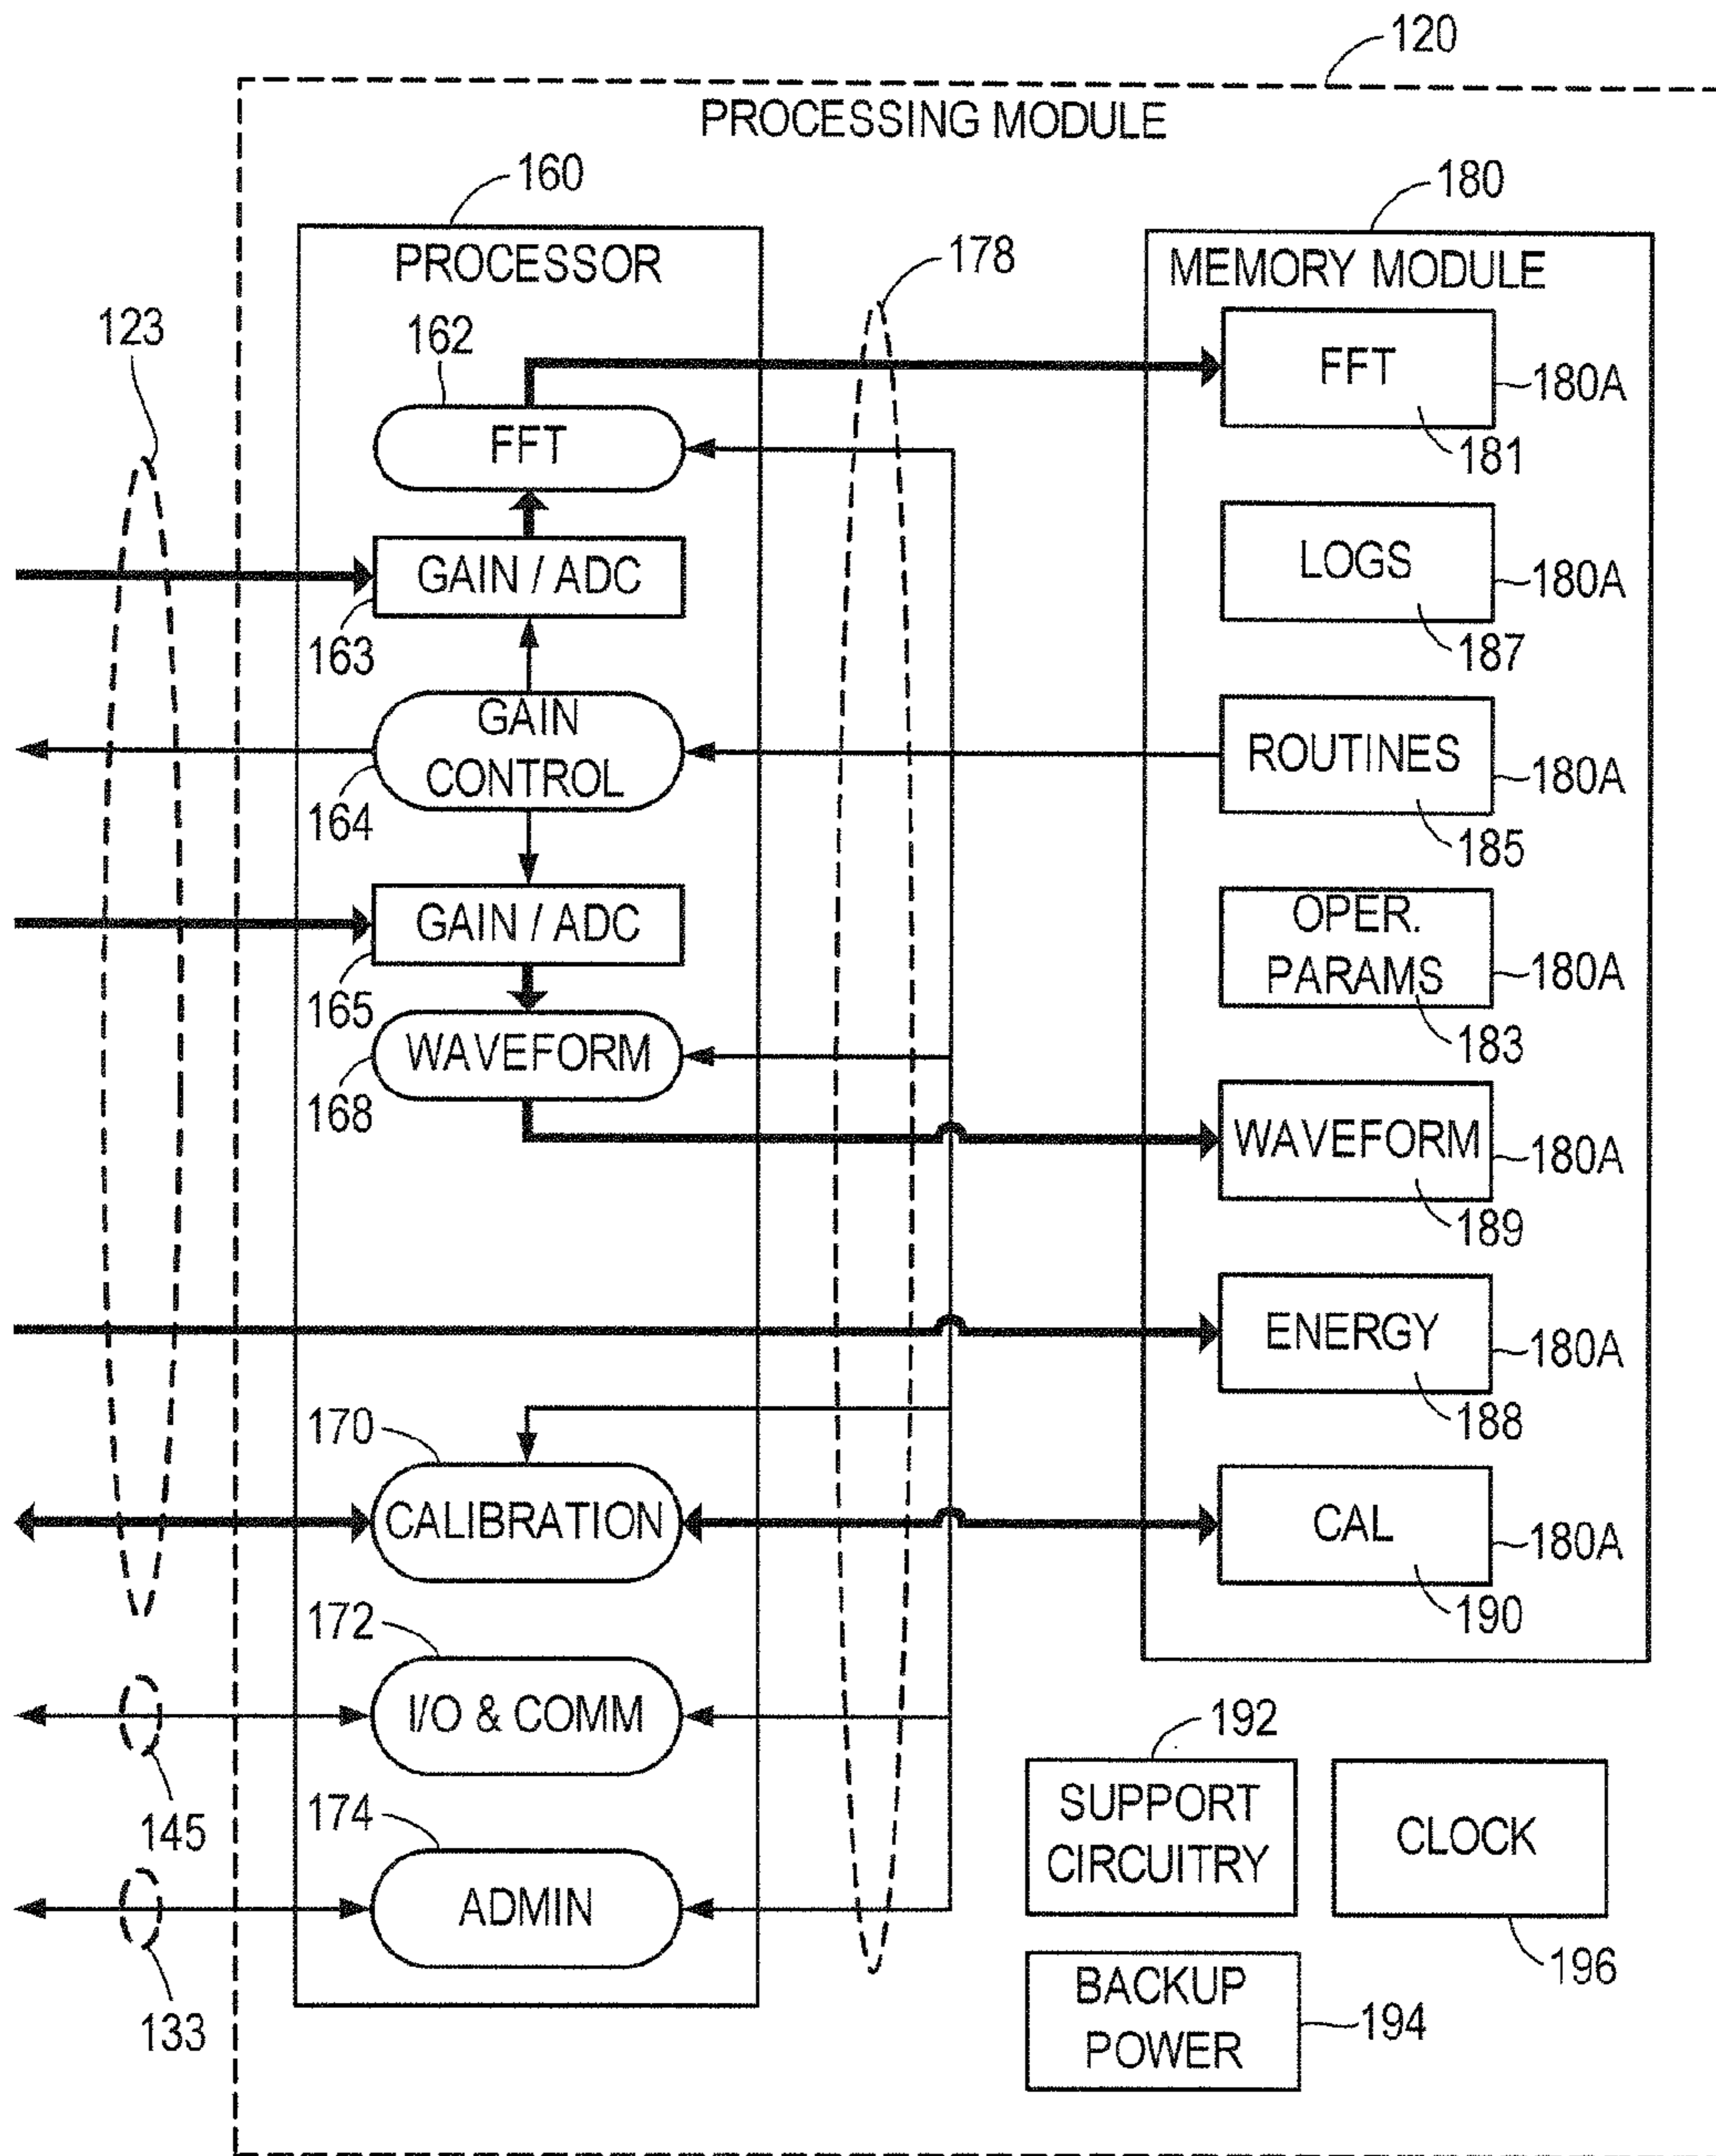 120
PROCESSING MODULE
160
180
PROCESSOR
178
MEMORY MODULE
123
162
FFT
180A
FFT
181
GAIN / ADC
LOGS
180A
163
187
GAIN
CONTROL
ROUTINES
180A
164
185
GAIN / ADC
OPER.
PARAMS
180A
165
183
WAVEFORM
168
WAVEFORM
180A
189
ENERGY
180A
170
188
CALIBRATION
CAL
180A
172
190
I/O & COMM
192
145
174
SUPPORT
CIRCUITRY
CLOCK
ADMIN
133
196
BACKUP
POWER
194